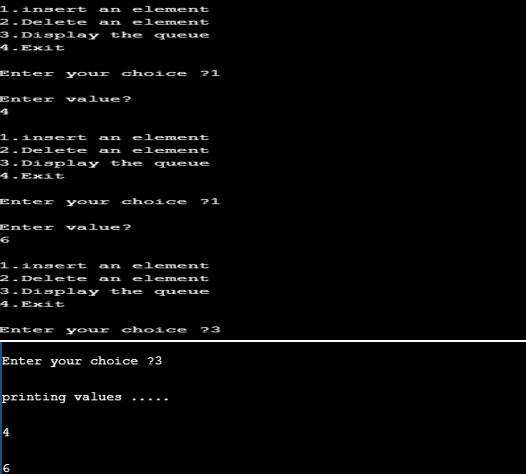 1.insert an element
2.Delete an element
3.Display the queue
4.Exit
Enter your choice ?1
Enter value?
4
1.insert an element
2.Delete an element
3.Display the queue
4.Exit
Enter your choice ?1
Enter value?
6
1.insert an element
2.Delete an element
3.Display the queue
4.Exit
Enter your choice ?3
Enter your choice ?3
printing values .....
4
6